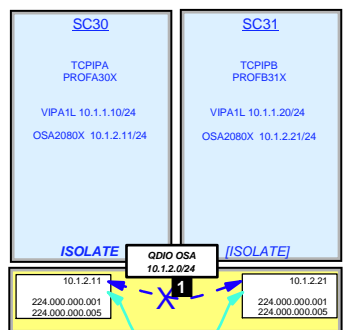 SC30
TCPIPA
PROFA30X
VIPA1L 10.1.1.10/24
OSA2080X 10.1.2.11/24
ISOLATE
SC31
TCPIPB
PROFB31X
VIPA1L 10.1.1.20/24
OSA2080X 10.1.2.21/24
[ISOLATE]
QDIO OSA
10.1.2.0/24
10.1.2.11
224.000.000.001
224.000.000.005
X
1
10.1.2.21
224.000.000.001
224.000.000.005